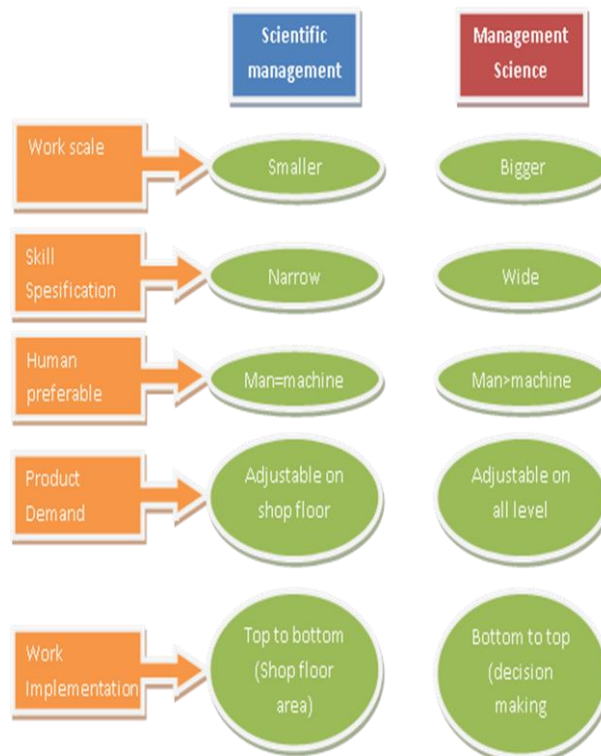 Scientific
management
Management
Science
Work scale
Smaller
Bigger
Skill
Spesification
Narrow
Wide
Human
preferable
Man=machine
Man>machine
Product
Demand
Adjustable on
shop floor
Adjustable on
all level
Work
Implementation
Top to bottom
(Shop floor
area)
Bottom to top
(decision
making